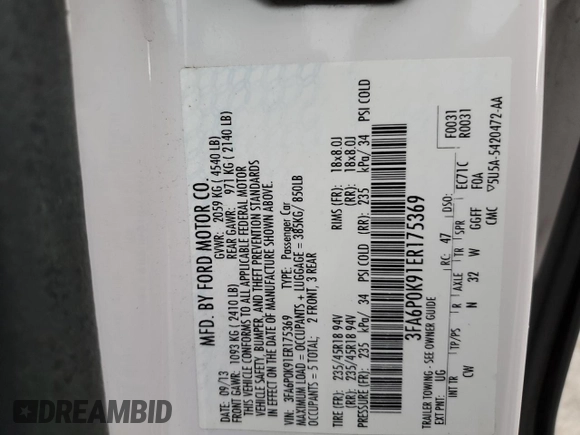 MFD. BY FORD MOTOR CO.
09/13 GVWR: 2059 KG ( 4540 LB)
FRONT GAWR: 1093 KG ( 2410 LB) REAR GAWR: 971 KG ( 2140 LB)
THIS VEHICLE CONFORMS TO ALL APPLICABLE FEDERAL MOTOR
VEHICLE SAFETY, BUMPER, AND THEFT PREVENTION STANDARDS
IN EFFECT ON THE DATE OF MANUFACTURE SHOWN ABOVE.
VIN: 3FA6P0K91ER175369 TYPE: Passenger Car
MAXIMUM LOAD = OCCUPANTS + LUGGAGE = 385KG/ 850LB
OCCUPANTS = 5 TOTAL; 2 FRONT, 3 REAR
TIRE (FR): 235/45R18 94V RIMS (FR): 18x8.0J
(RR): 235/45R18 94V (RR): 18x8.0J
PRESSURE (FR): 235 kPa/ 34 PSI COLD (RR): 235 kPa/ 34 PSI COLD
3FA6P0K91ER175369
TRAILER TOWING - SEE OWNER GUIDE F0031
R0031
EXT PNT: UG RC: 47 DSO: EC71C
INT TR TP/PS R AXLE TR SPR F0A
CW N 32 W GGFF CMC ▽5U5A-5420472-AA
DREAMBID